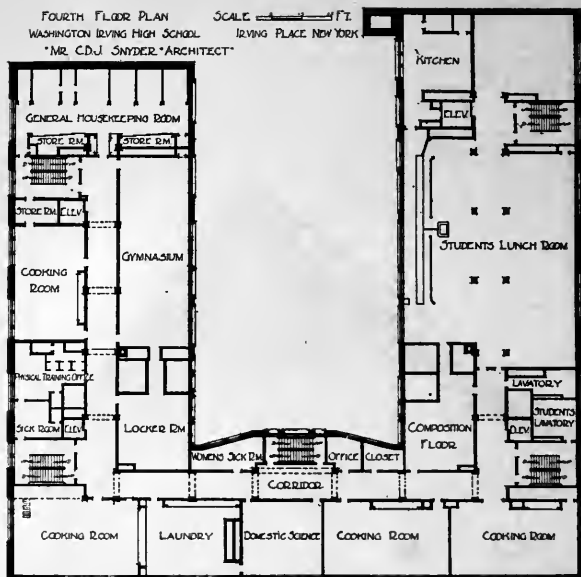 FOURTH FLOOR PLAN SCALE FT.
WASHINGTON IRVING HIGH SCHOOL IRVING PLACE NEW YORK
"MR. C.B.J. SNYDER "ARCHITECT"
KITCHEN
GENERAL HOUSEKEEPING ROOM
ELEV.
STORE RM.
STORE RM.
STORE RM.
ELEV.
GYMNASIUM
STUDENTS LUNCH ROOM
COOKING
ROOM
PHYSICAL TRAINING OFFICE
LAVATORY
STUDENTS
LAVATORY
SICK ROOM
ELEV.
LOCKER RM
COMPOSITION
FLOOR
ELEV.
WOMENS SICK RM.
OFFICE
CLOSET
CORRIDOR
COOKING ROOM
LAUNDRY
DOMESTIC SCIENCE
COOKING ROOM
COOKING ROOM